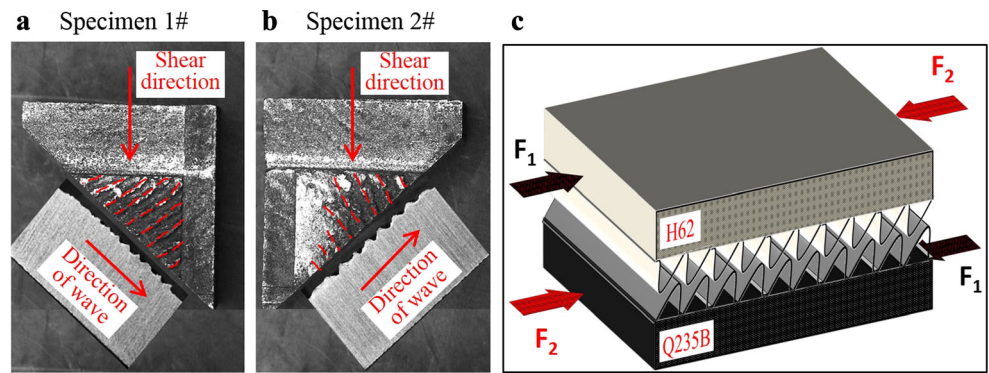 a Specimen 1#
Shear
direction
Direction
of wave
b Specimen 2#
Shear
direction
Direction
of wave
c
F₂
F₁
H62
F₁
F₂
Q235B